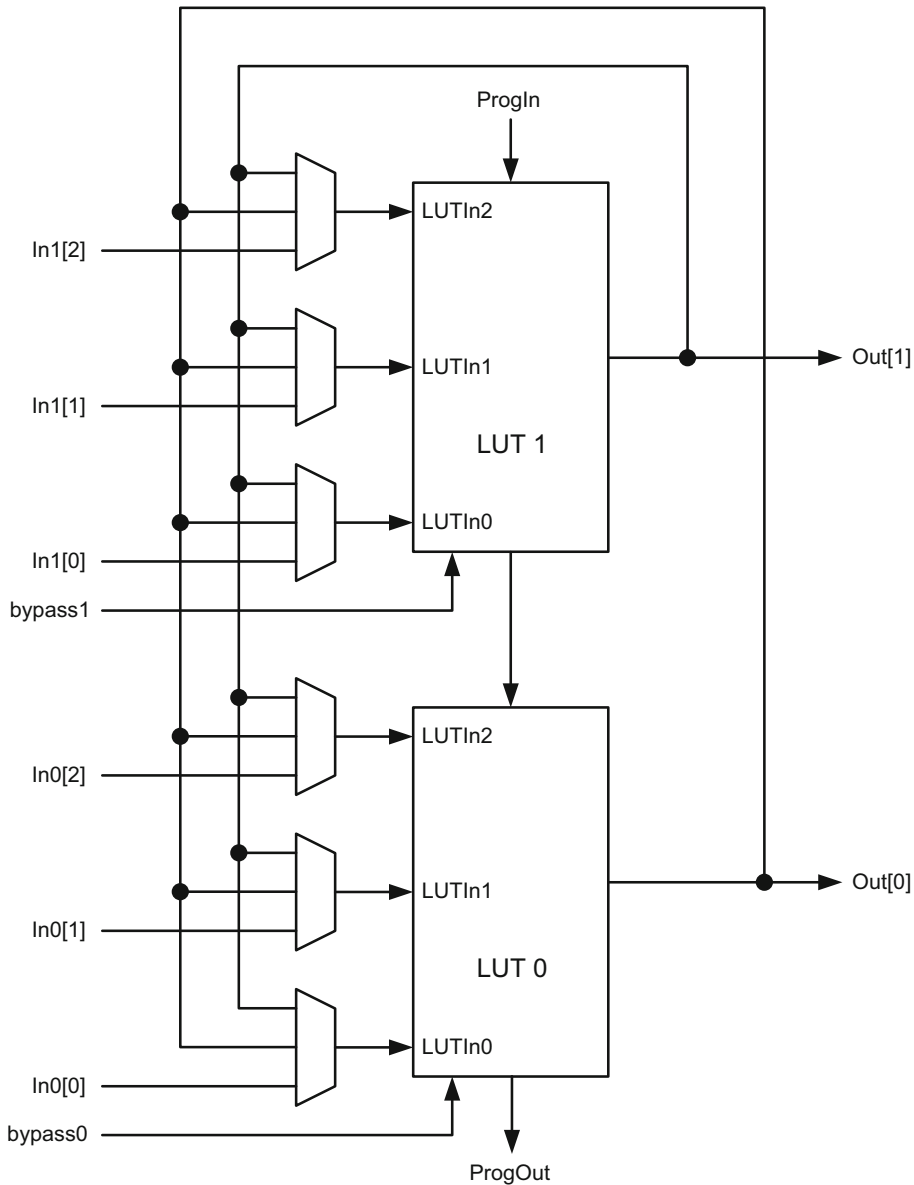 ProgIn
LUTIn2
In1[2]
LUTIn1
Out[1]
In1[1]
LUT 1
LUTIn0
In1[0]
bypass1
LUTIn2
In0[2]
LUTIn1
Out[0]
In0[1]
LUT 0
LUTIn0
In0[0]
bypass0
ProgOut